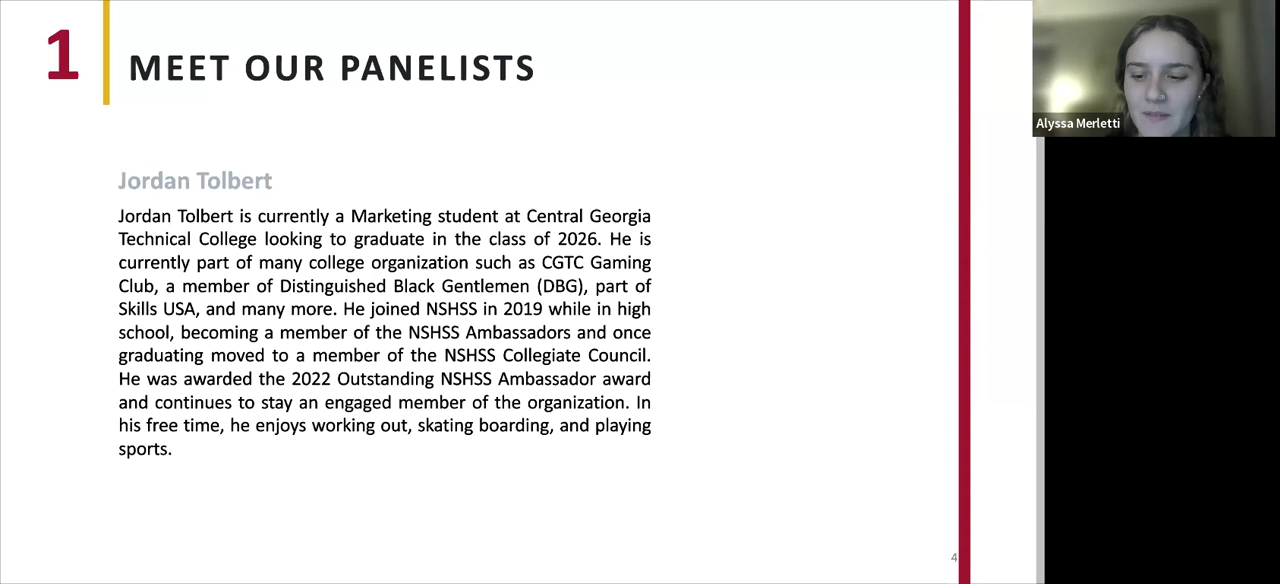 1
MEET OUR PANELISTS
Alyssa Merletti
Jordan Tolbert
Jordan Tolbert is currently a Marketing student at Central Georgia
Technical College looking to graduate in the class of 2026. He is
currently part of many college organization such as CGTC Gaming
Club, a member of Distinguished Black Gentlemen (DBG), part of
Skills USA, and many more. He joined NSHSS in 2019 while in high
school, becoming a member of the NSHSS Ambassadors and once
graduating moved to a member of the NSHSS Collegiate Council.
He was awarded the 2022 Outstanding NSHSS Ambassador award
and continues to stay an engaged member of the organization. In
his free time, he enjoys working out, skating boarding, and playing
sports.
4